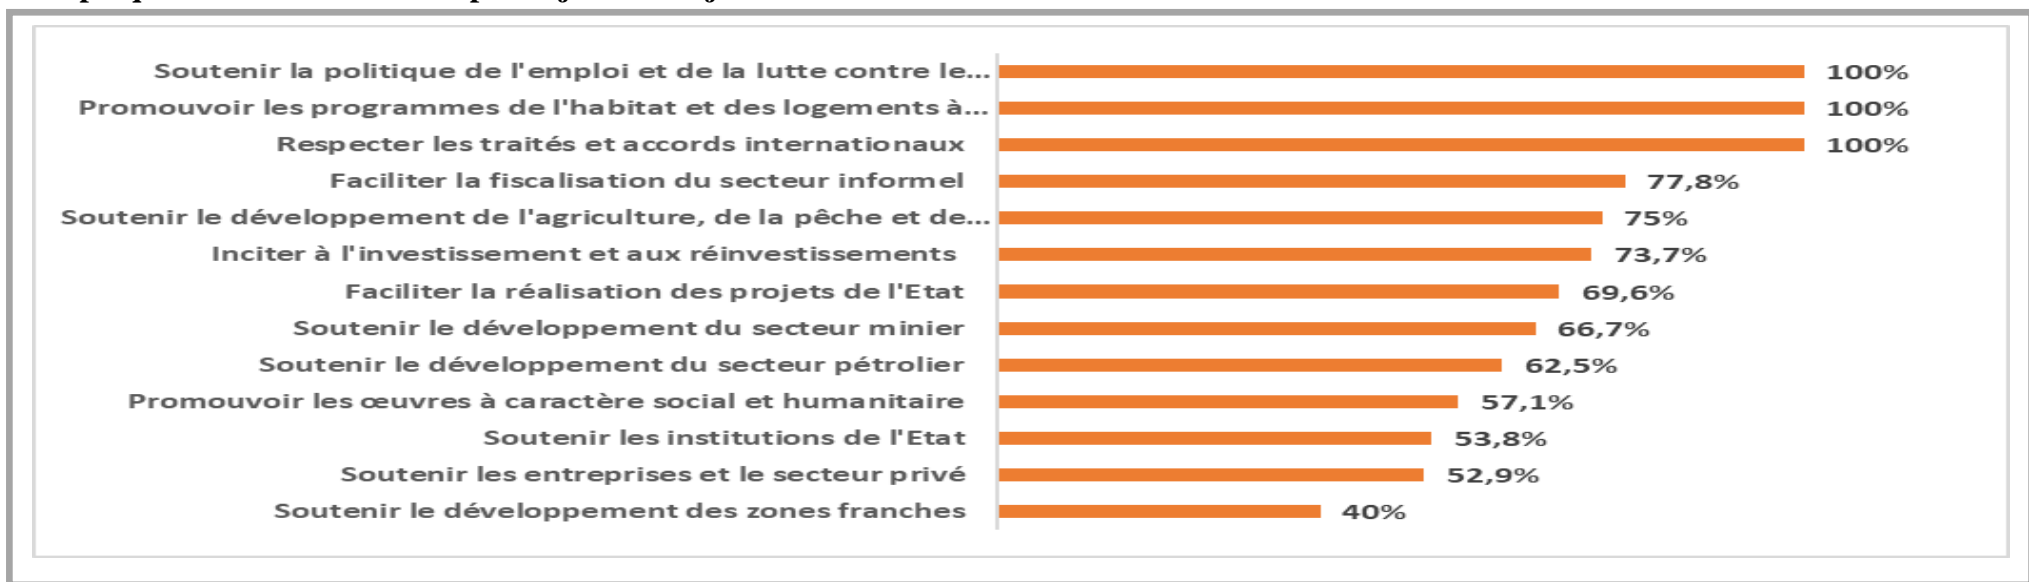 Soutenir la politique de l'emploi et de la lutte contre le... 100%
Promouvoir les programmes de l'habitat et des logements à... 100%
Respecter les traités et accords internationaux 100%
Faciliter la fiscalisation du secteur informel 77,8%
Soutenir le développement de l'agriculture, de la pêche et de... 75%
Inciter à l'investissement et aux réinvestissements 73,7%
Faciliter la réalisation des projets de l'Etat 69,6%
Soutenir le développement du secteur minier 66,7%
Soutenir le développement du secteur pétrolier 62,5%
Promouvoir les œuvres à caractère social et humanitaire 57,1%
Soutenir les institutions de l'Etat 53,8%
Soutenir les entreprises et le secteur privé 52,9%
Soutenir le développement des zones franches 40%